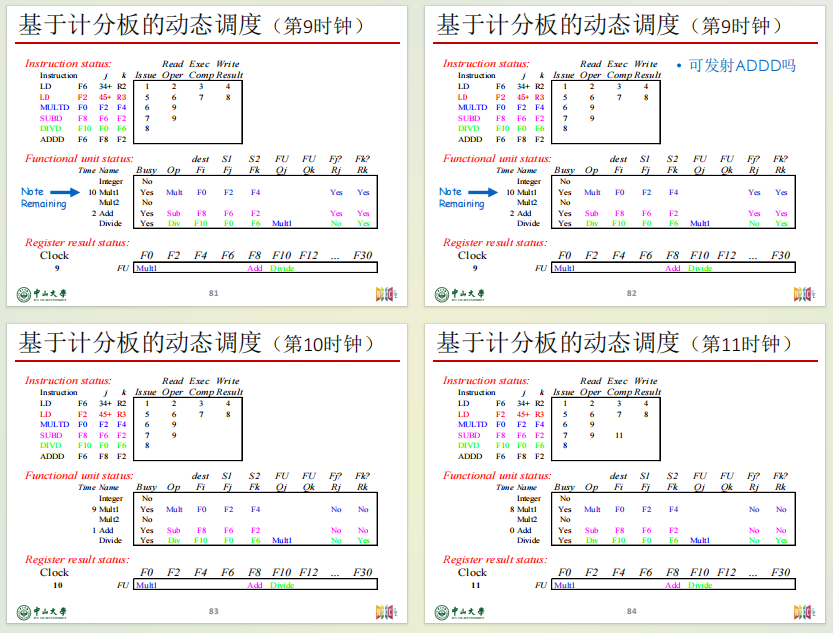 基于计分板的动态调度（第9时钟）
Instruction status: Read Exec Write
Instruction j k Issue Oper Comp Result
LD F6 34+ R2 1 2 3 4
LD F2 45+ R3 5 6 7 8
MULTD F0 F2 F4 6 9
SUBD F8 F6 F2 7 9
DIVD F10 F0 F6 8
ADDD F6 F8 F2
Functional unit status: dest S1 S2 FU FU Fj? Fk?
Time Name Busy Op Fi Fj Fk Qj Qk Rj Rk
Integer No
Note Remaining
10 Mult1 Yes Mult F0 F2 F4 Yes Yes
Mult2 No
2 Add Yes Sub F8 F6 F2 Yes Yes
Divide Yes Div F10 F0 F6 Mult1 No Yes
Register result status:
Clock F0 F2 F4 F6 F8 F10 F12 ... F30
9 FU Mult1 Add Divide
中山大学
81
基于计分板的动态调度（第9时钟）
• 可发射ADDD吗
Instruction status: Read Exec Write
Instruction j k Issue Oper Comp Result
LD F6 34+ R2 1 2 3 4
LD F2 45+ R3 5 6 7 8
MULTD F0 F2 F4 6 9
SUBD F8 F6 F2 7 9
DIVD F10 F0 F6 8
ADDD F6 F8 F2
Functional unit status: dest S1 S2 FU FU Fj? Fk?
Time Name Busy Op Fi Fj Fk Qj Qk Rj Rk
Integer No
Note Remaining
10 Mult1 Yes Mult F0 F2 F4 Yes Yes
Mult2 No
2 Add Yes Sub F8 F6 F2 Yes Yes
Divide Yes Div F10 F0 F6 Mult1 No Yes
Register result status:
Clock F0 F2 F4 F6 F8 F10 F12 ... F30
9 FU Mult1 Add Divide
中山大学
82
基于计分板的动态调度（第10时钟）
Instruction status: Read Exec Write
Instruction j k Issue Oper Comp Result
LD F6 34+ R2 1 2 3 4
LD F2 45+ R3 5 6 7 8
MULTD F0 F2 F4 6 9
SUBD F8 F6 F2 7 9
DIVD F10 F0 F6 8
ADDD F6 F8 F2
Functional unit status: dest S1 S2 FU FU Fj? Fk?
Time Name Busy Op Fi Fj Fk Qj Qk Rj Rk
Integer No
9 Mult1 Yes Mult F0 F2 F4 No No
Mult2 No
1 Add Yes Sub F8 F6 F2 No No
Divide Yes Div F10 F0 F6 Mult1 No Yes
Register result status:
Clock F0 F2 F4 F6 F8 F10 F12 ... F30
10 FU Mult1 Add Divide
中山大学
83
基于计分板的动态调度（第11时钟）
Instruction status: Read Exec Write
Instruction j k Issue Oper Comp Result
LD F6 34+ R2 1 2 3 4
LD F2 45+ R3 5 6 7 8
MULTD F0 F2 F4 6 9
SUBD F8 F6 F2 7 9 11
DIVD F10 F0 F6 8
ADDD F6 F8 F2
Functional unit status: dest S1 S2 FU FU Fj? Fk?
Time Name Busy Op Fi Fj Fk Qj Qk Rj Rk
Integer No
8 Mult1 Yes Mult F0 F2 F4 No No
Mult2 No
0 Add Yes Sub F8 F6 F2 No No
Divide Yes Div F10 F0 F6 Mult1 No Yes
Register result status:
Clock F0 F2 F4 F6 F8 F10 F12 ... F30
11 FU Mult1 Add Divide
中山大学
84